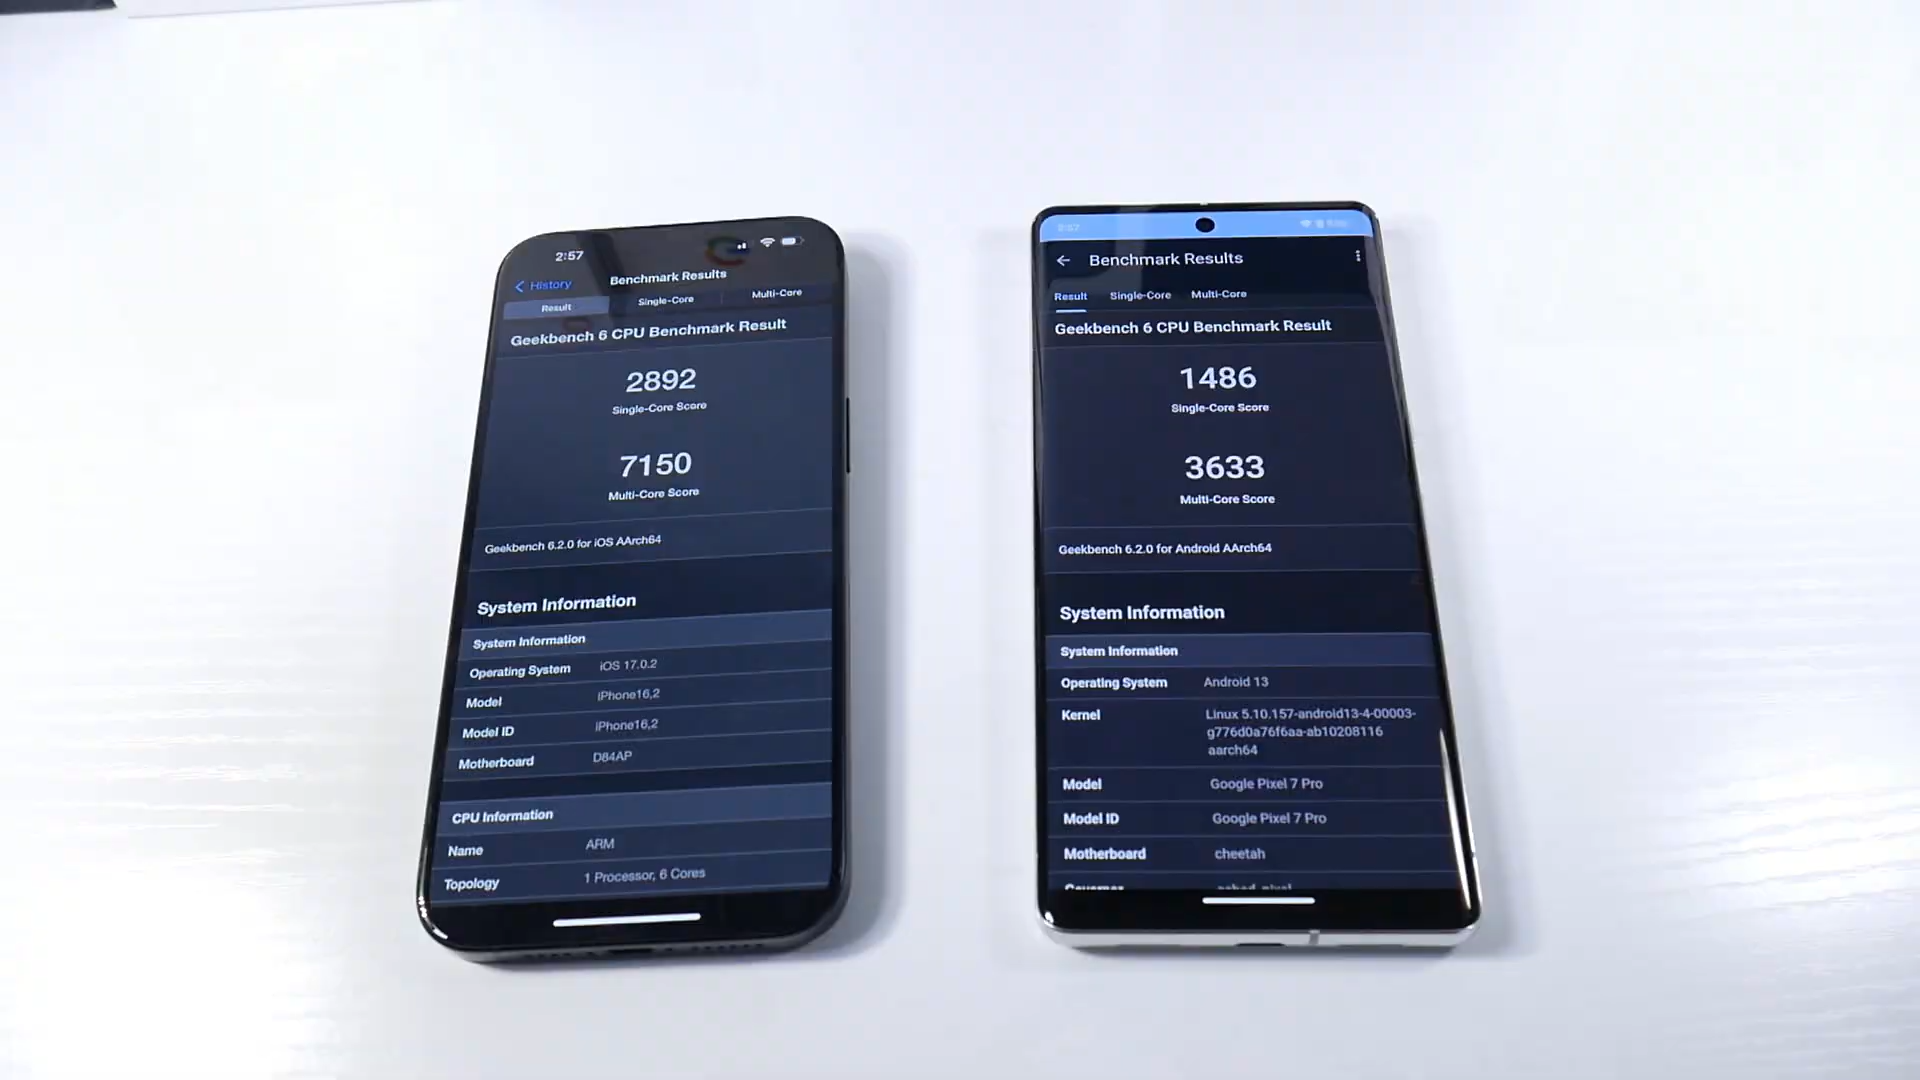 2:57
History
Benchmark Results
Result
Single-Core
Multi-Core
Geekbench 6 CPU Benchmark Result
2892
Single-Core Score
7150
Multi-Core Score
Geekbench 6.2.0 for iOS AArch64
System Information
System Information
Operating System iOS 17.0.2
Model iPhone16,2
Model ID iPhone16,2
Motherboard D84AP
CPU Information
Name ARM
Topology 1 Processor, 6 Cores
2:57
Benchmark Results
Result Single-Core Multi-Core
Geekbench 6 CPU Benchmark Result
1486
Single-Core Score
3633
Multi-Core Score
Geekbench 6.2.0 for Android AArch64
System Information
System Information
Operating System Android 13
Kernel Linux 5.10.157-android13-4-00003-
g776d0a76f6aa-ab10208116
aarch64
Model Google Pixel 7 Pro
Model ID Google Pixel 7 Pro
Motherboard cheetah